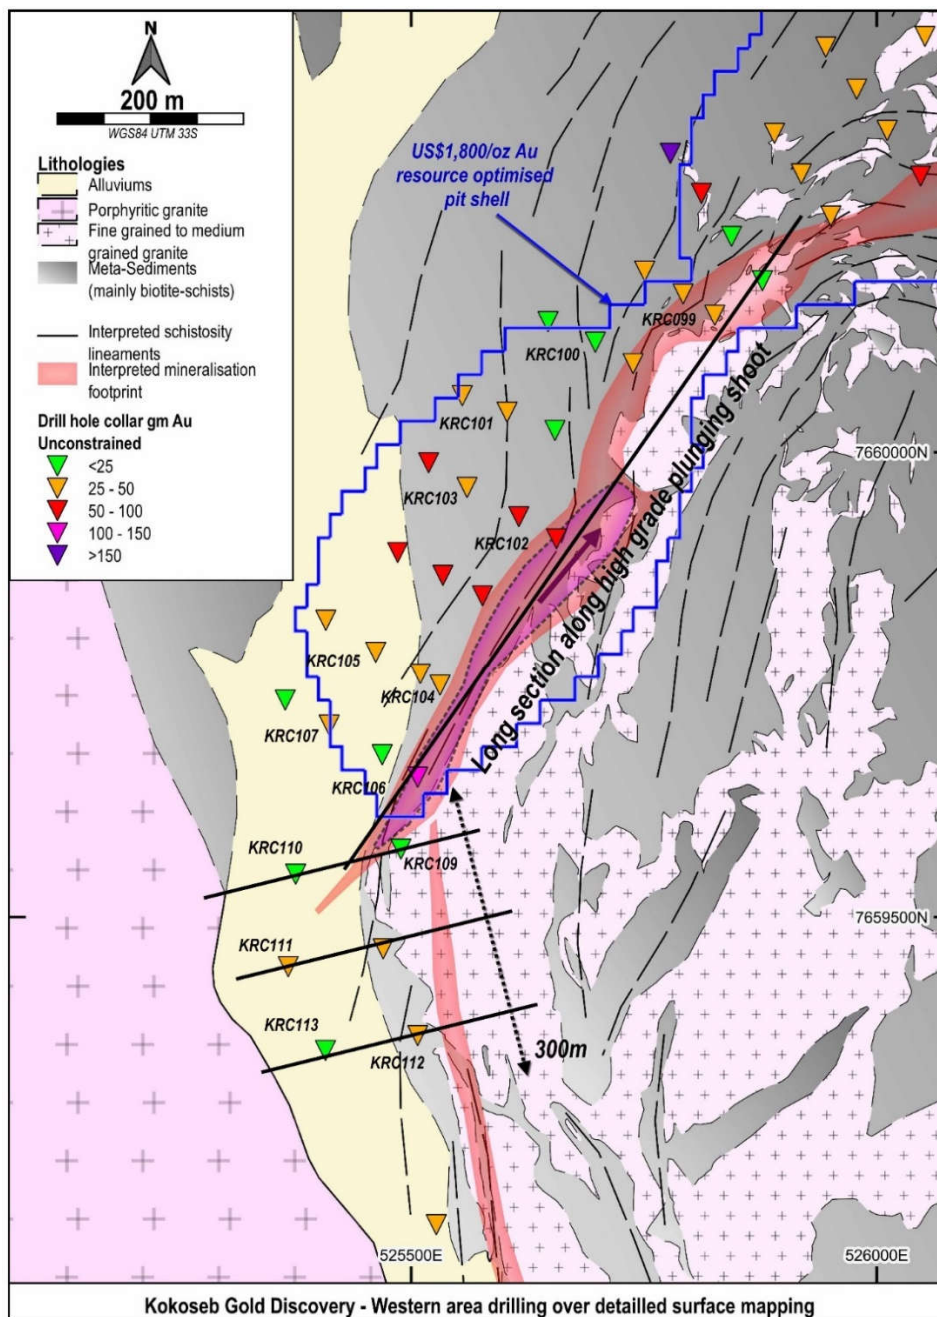 N
200 m
WGS84 UTM 33S
Lithologies
Alluviums
Porphyritic granite
Fine grained to medium
grained granite
Meta-Sediments
(mainly biotite-schists)
Interpreted schistosity
lineaments
Interpreted mineralisation
footprint
Drill hole collar gm Au
Unconstrained
<25
25 - 50
50 - 100
100 - 150
>150
US$1,800/oz Au
resource optimised
pit shell
KRC099
KRC100
KRC101
KRC103
KRC102
7660000N
Long section along high grade plunging shoot
KRC105
KRC104
KRC107
KRC106
KRC110
KRC109
7659500N
KRC111
KRC113
KRC112
300m
525500E
526000E
Kokoseb Gold Discovery - Western area drilling over detailled surface mapping